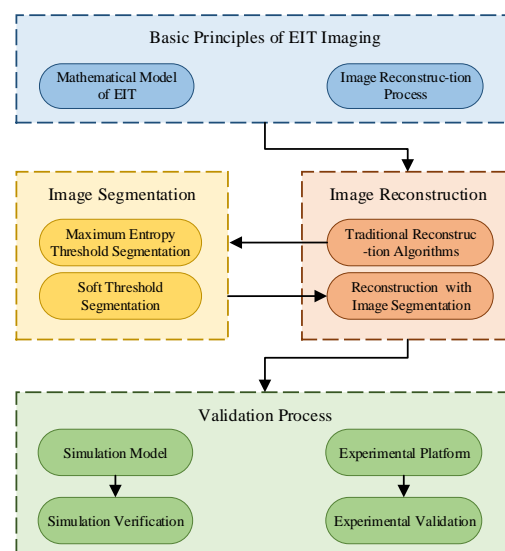 Basic Principles of EIT Imaging
Mathematical Model
of EIT
Image Reconstruc-tion
Process
Image Segmentation
Maximum Entropy
Threshold Segmentation
Soft Threshold
Segmentation
Image Reconstruction
Traditional Reconstruc
-tion Algorithms
Reconstruction with
Image Segmentation
Validation Process
Simulation Model
Simulation Verification
Experimental Platform
Experimental Validation